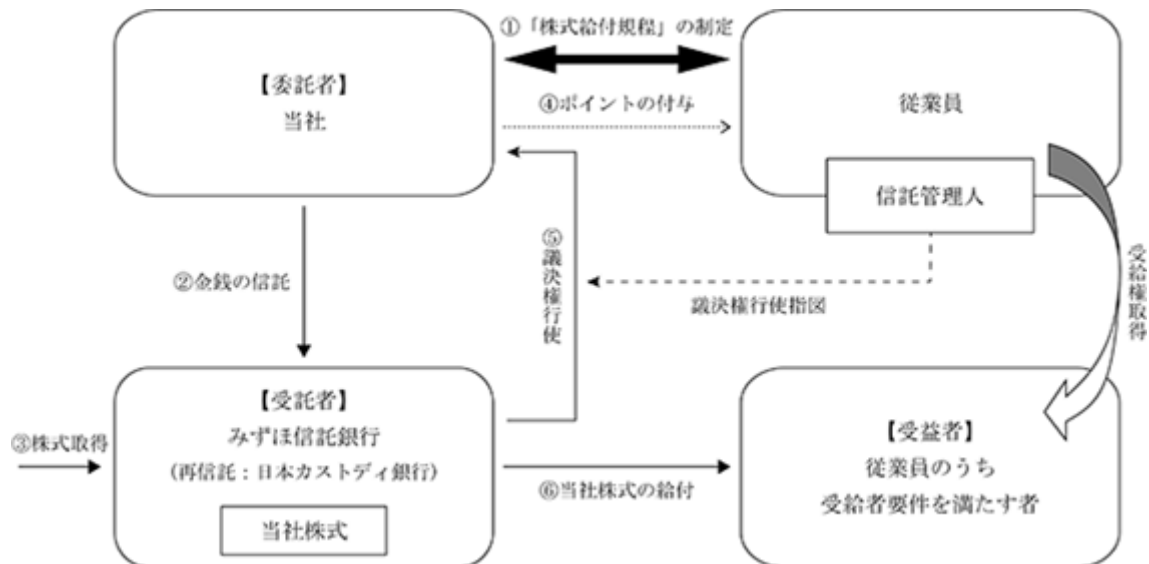 ①「株式給付規程」の制定
【委託者】
当社
④ポイントの付与
従業員
信託管理人
②金銭の信託
⑤議決権行使
議決権行使指図
受給権取得
③株式取得
【受託者】
みずほ信託銀行
(再信託：日本カストディ銀行)
当社株式
⑥当社株式の給付
【受益者】
従業員のうち
受給者要件を満たす者